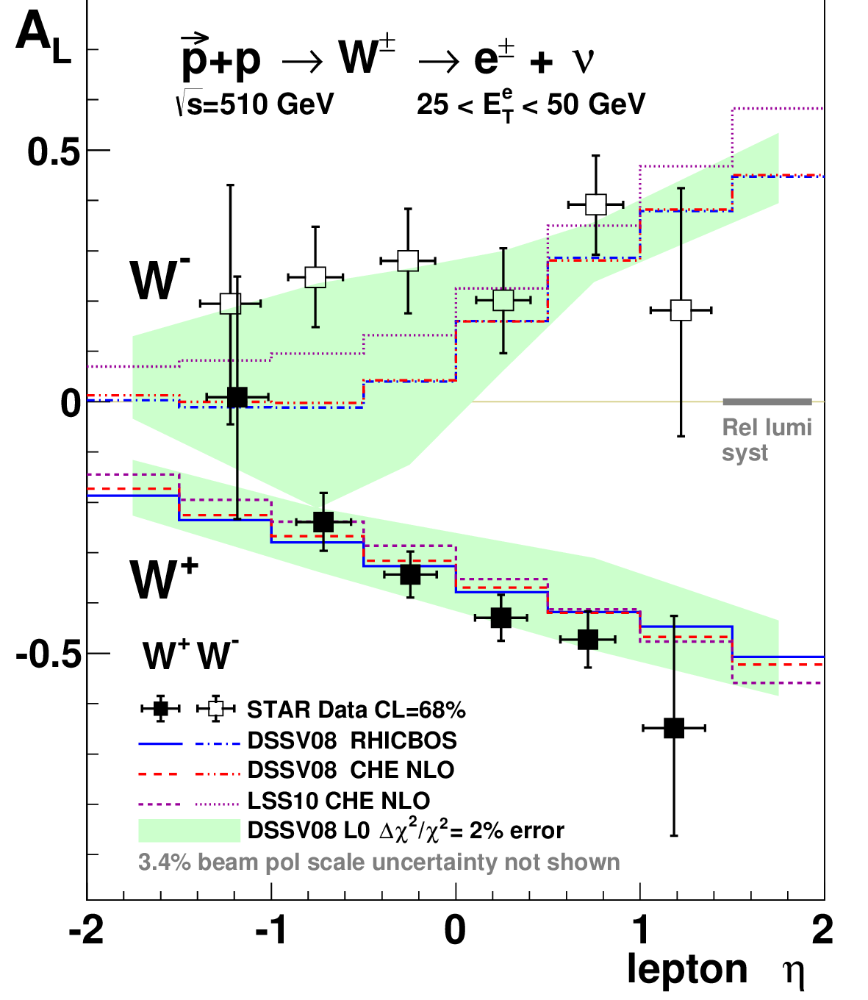 A_L
p⃗+p → W^± → e^± + ν
√s=510 GeV 25 < E_T^e < 50 GeV
0.5
W^-
0
Rel lumi
syst
W^+
-0.5
W^+ W^-
STAR Data CL=68%
DSSV08 RHICBOS
DSSV08 CHE NLO
LSS10 CHE NLO
DSSV08 L0 Δχ²/χ²= 2% error
3.4% beam pol scale uncertainty not shown
-2 -1 0 1 2
lepton η